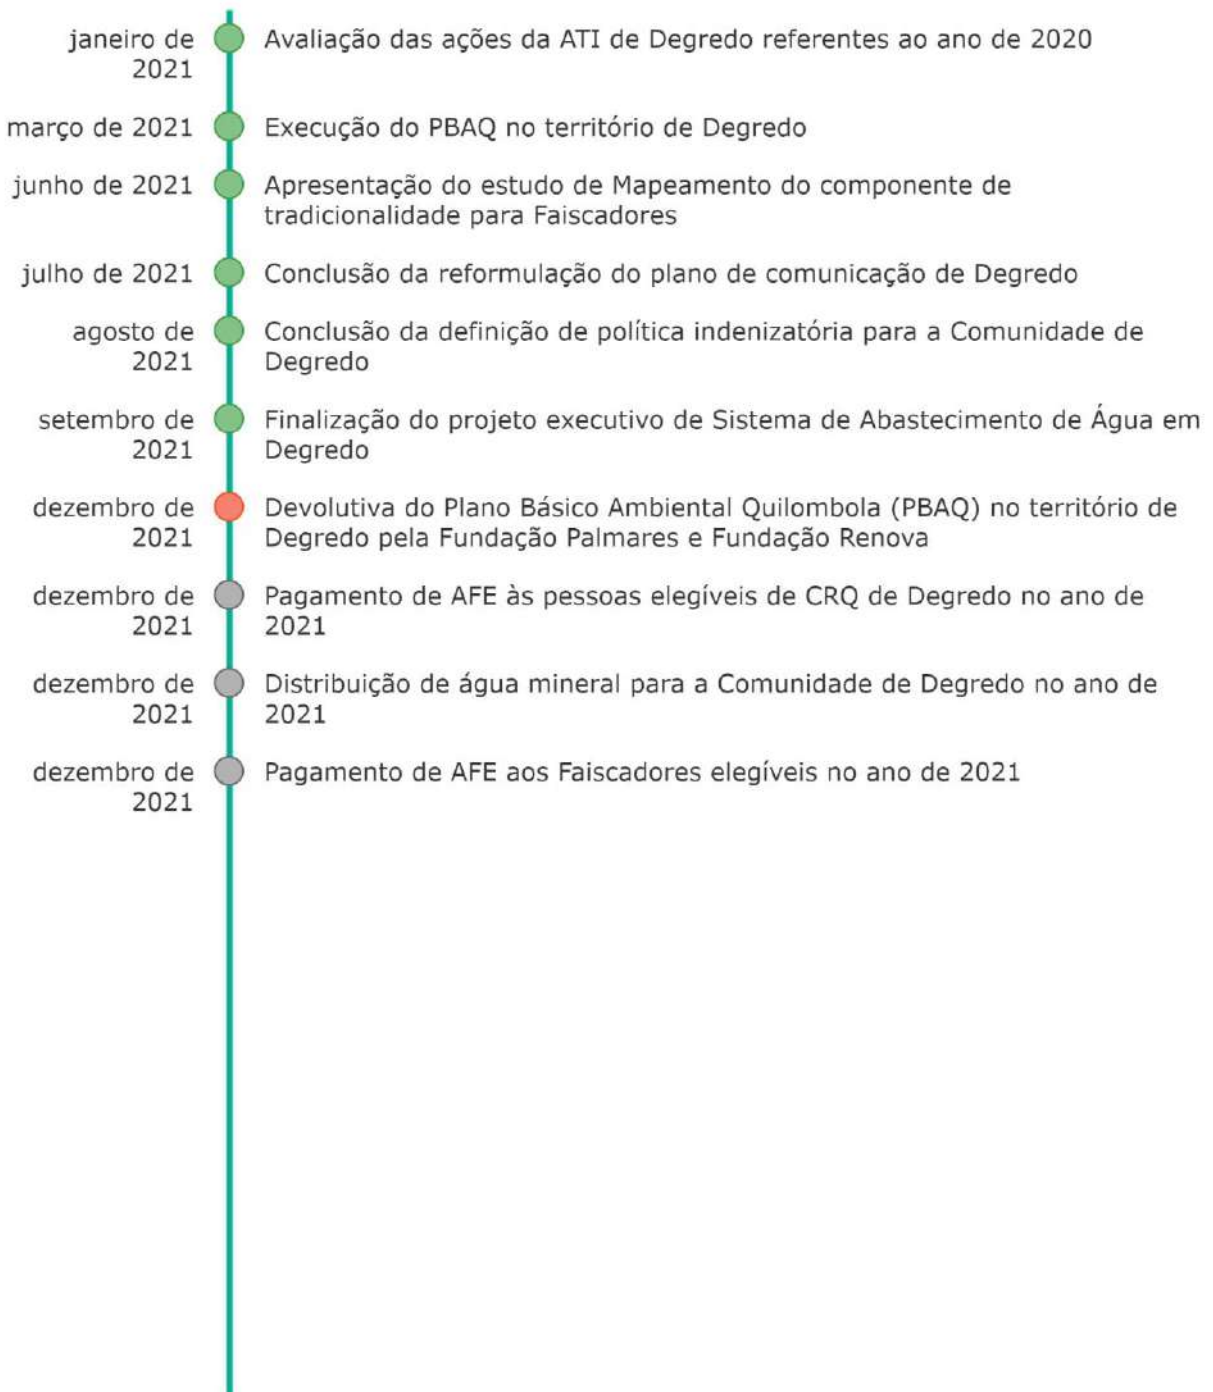 janeiro de
2021
Avaliação das ações da ATI de Degredo referentes ao ano de 2020
março de 2021
Execução do PBAQ no território de Degredo
junho de 2021
Apresentação do estudo de Mapeamento do componente de
tradicionalidade para Faiscadores
julho de 2021
Conclusão da reformulação do plano de comunicação de Degredo
agosto de
2021
Conclusão da definição de política indenizatória para a Comunidade de
Degredo
setembro de
2021
Finalização do projeto executivo de Sistema de Abastecimento de Água em
Degredo
dezembro de
2021
Devolutiva do Plano Básico Ambiental Quilombola (PBAQ) no território de
Degredo pela Fundação Palmares e Fundação Renova
dezembro de
2021
Pagamento de AFE às pessoas elegíveis de CRQ de Degredo no ano de
2021
dezembro de
2021
Distribuição de água mineral para a Comunidade de Degredo no ano de
2021
dezembro de
2021
Pagamento de AFE aos Faiscadores elegíveis no ano de 2021